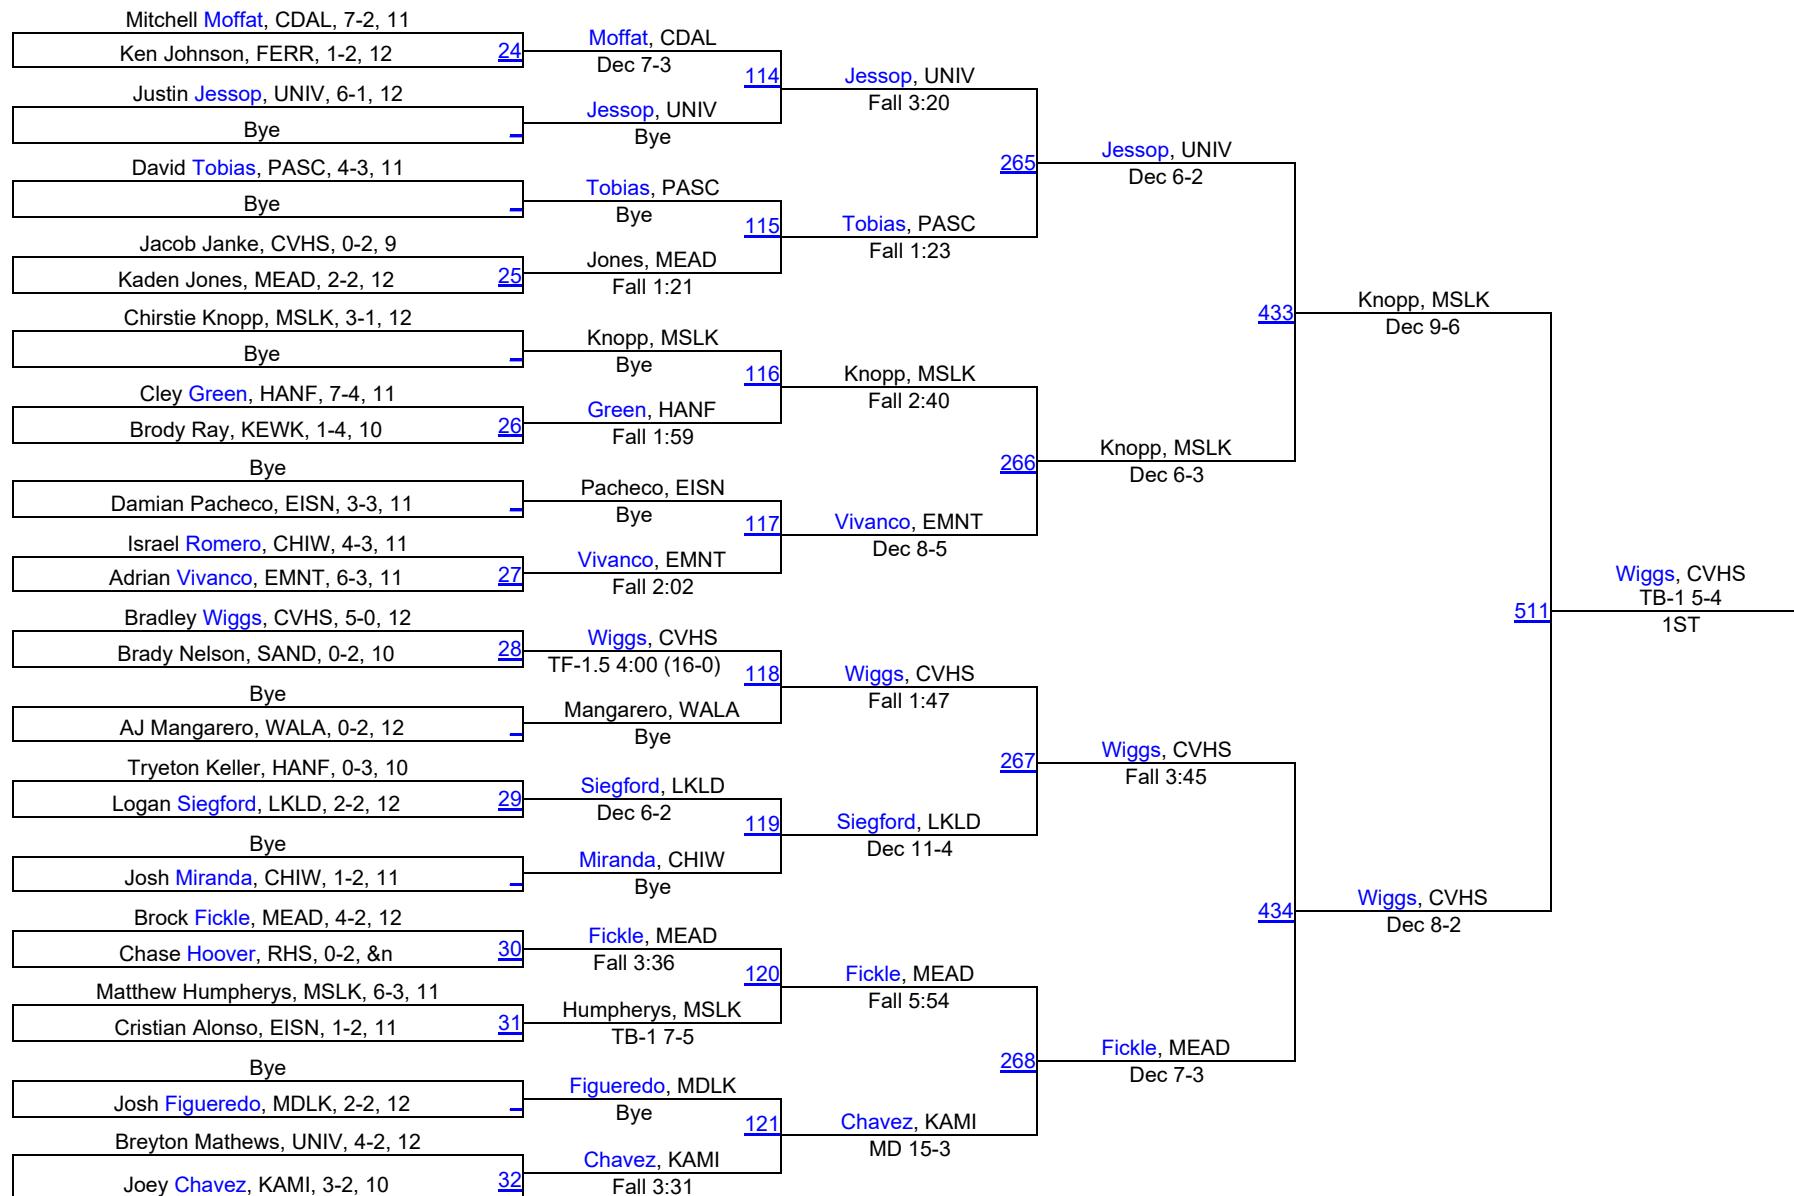 Mitchell Moffat, CDAL, 7-2, 11
Ken Johnson, FERR, 1-2, 12
24
Justin Jessop, UNIV, 6-1, 12
Bye
David Tobias, PASC, 4-3, 11
Bye
Jacob Janke, CVHS, 0-2, 9
Kaden Jones, MEAD, 2-2, 12
25
Chirstie Knopp, MSLK, 3-1, 12
Bye
Cley Green, HANF, 7-4, 11
Brody Ray, KEWK, 1-4, 10
26
Bye
Damian Pacheco, EISN, 3-3, 11
Israel Romero, CHIW, 4-3, 11
Adrian Vivanco, EMNT, 6-3, 11
27
Bradley Wiggs, CVHS, 5-0, 12
Brady Nelson, SAND, 0-2, 10
28
Bye
AJ Mangarero, WALA, 0-2, 12
Tryeton Keller, HANF, 0-3, 10
Logan Siegford, LKLD, 2-2, 12
29
Bye
Josh Miranda, CHIW, 1-2, 11
Brock Fickle, MEAD, 4-2, 12
Chase Hoover, RHS, 0-2, &n
30
Matthew Humpherys, MSLK, 6-3, 11
Cristian Alonso, EISN, 1-2, 11
31
Bye
Josh Figueredo, MDLK, 2-2, 12
Breyton Mathews, UNIV, 4-2, 12
Joey Chavez, KAMI, 3-2, 10
32
Moffat, CDAL
Dec 7-3
114
Jessop, UNIV
Bye
Tobias, PASC
Bye
115
Jones, MEAD
Fall 1:21
Knopp, MSLK
Bye
116
Green, HANF
Fall 1:59
Pacheco, EISN
Bye
117
Vivanco, EMNT
Fall 2:02
Wiggs, CVHS
TF-1.5 4:00 (16-0)
118
Mangarero, WALA
Bye
Siegford, LKLD
Dec 6-2
119
Miranda, CHIW
Bye
Fickle, MEAD
Fall 3:36
120
Humpherys, MSLK
TB-1 7-5
Figueredo, MDLK
Bye
121
Chavez, KAMI
Fall 3:31
Jessop, UNIV
Fall 3:20
265
Tobias, PASC
Fall 1:23
Knopp, MSLK
Fall 2:40
266
Vivanco, EMNT
Dec 8-5
Wiggs, CVHS
Fall 1:47
267
Siegford, LKLD
Dec 11-4
Fickle, MEAD
Fall 5:54
268
Chavez, KAMI
MD 15-3
Jessop, UNIV
Dec 6-2
433
Knopp, MSLK
Dec 6-3
Wiggs, CVHS
Fall 3:45
434
Fickle, MEAD
Dec 7-3
Knopp, MSLK
Dec 9-6
511
Wiggs, CVHS
Dec 8-2
Wiggs, CVHS
TB-1 5-4
1ST